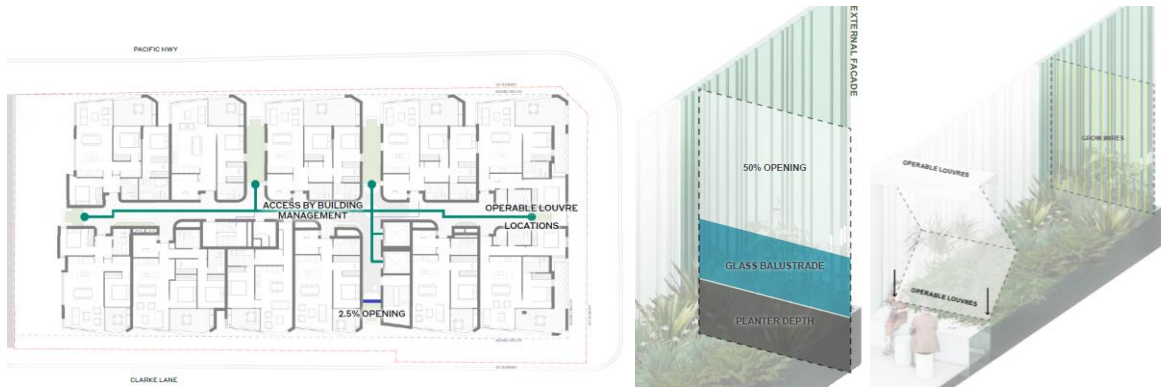 PACIFIC HWY
ACCESS BY BUILDING
MANAGEMENT
OPERABLE LOUVRE
LOCATIONS
2.5% OPENING
CLARKE LANE
EXTERNAL FACADE
50% OPENING
GLASS BALUSTRADE
PLANTER DEPTH
GROW WIRES
OPERABLE LOUVRES
OPERABLE LOUVRES